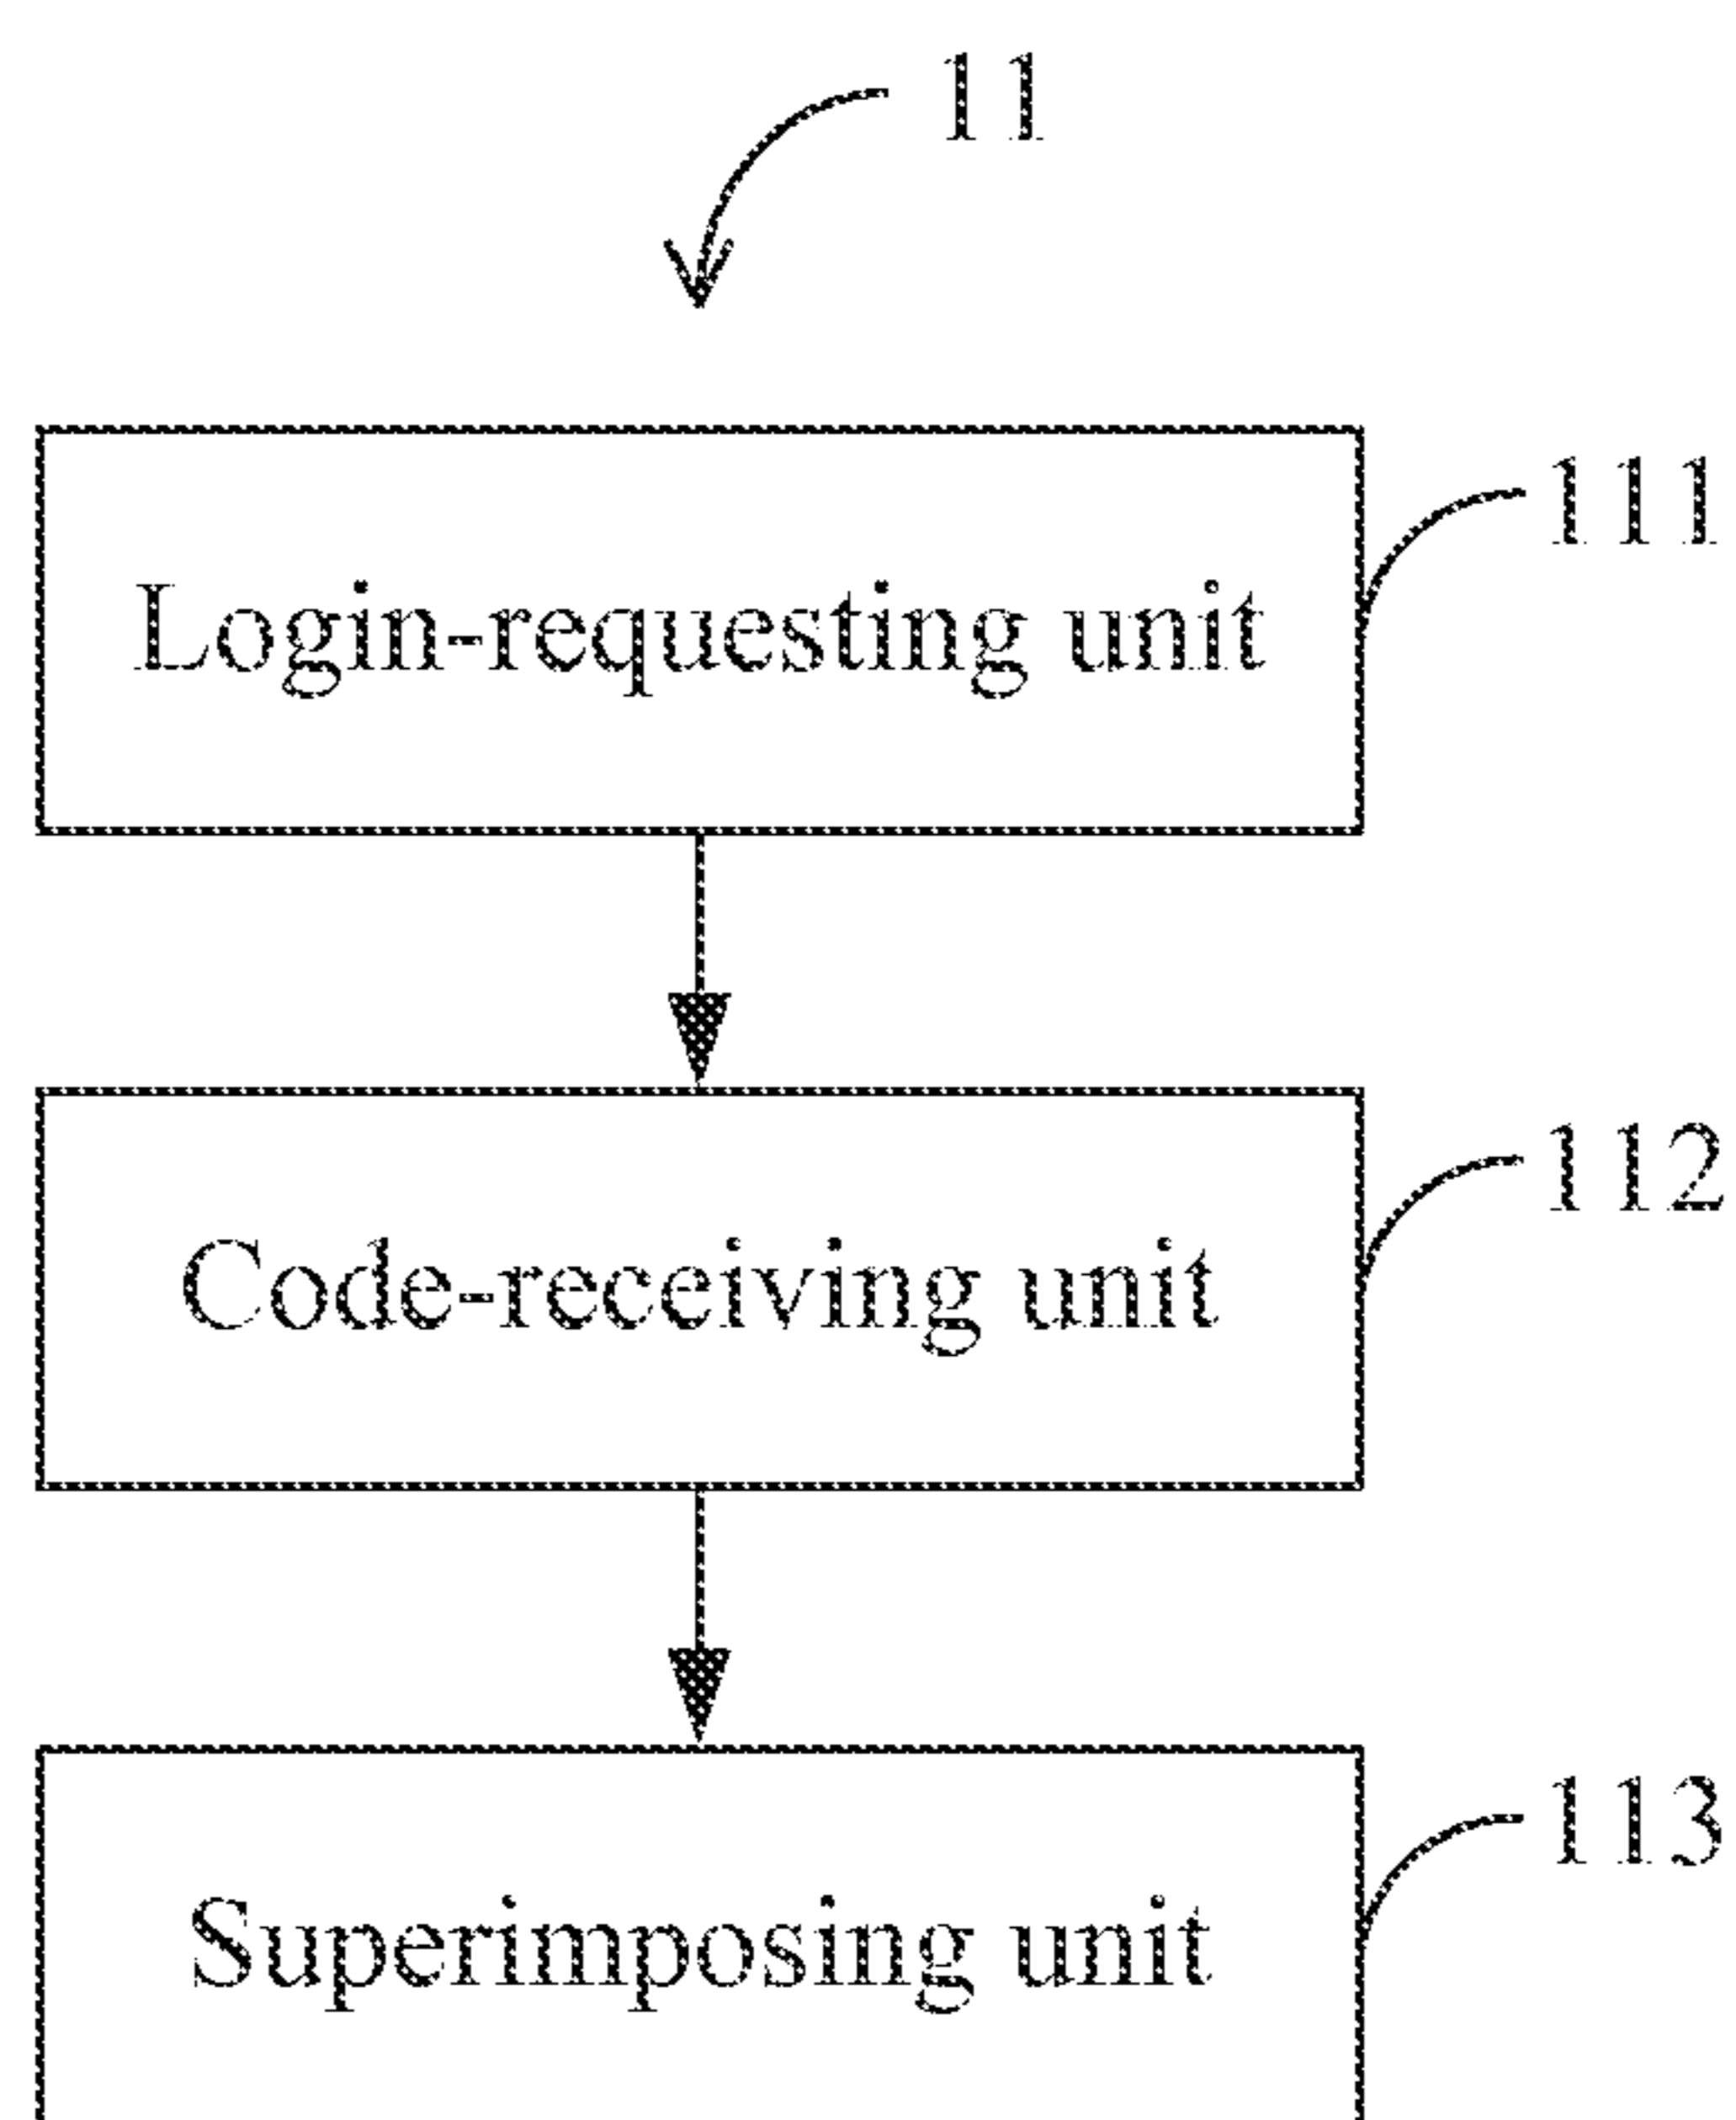 11
111
Login-requesting unit
112
Code-receiving unit
113
Superimposing unit